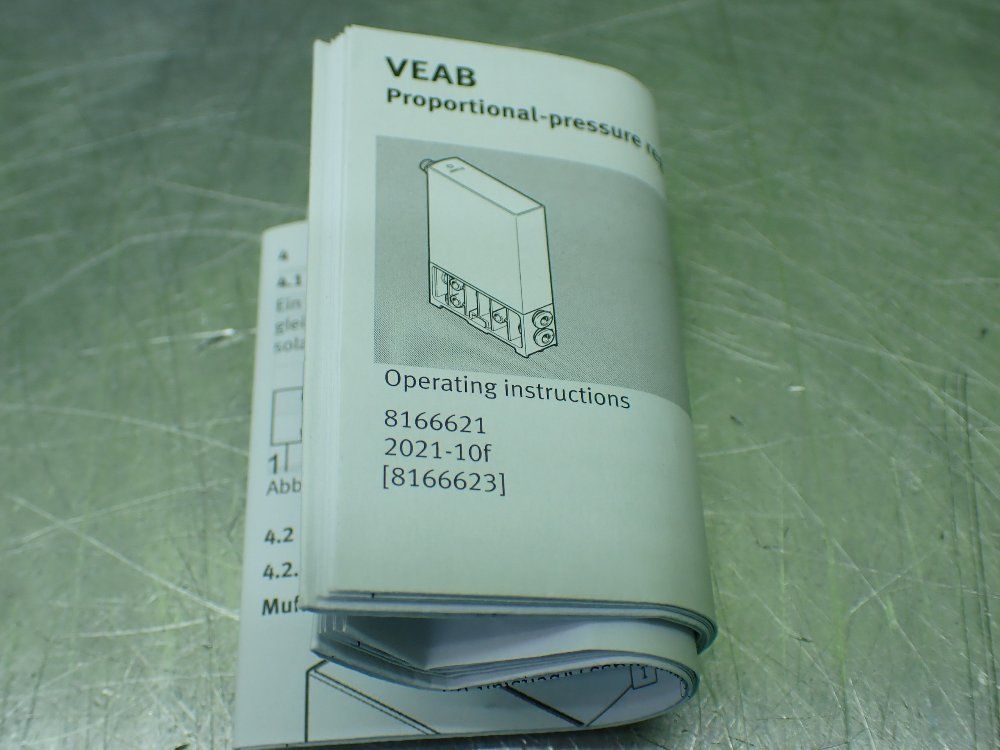 VEAB
Proportional-pressure
Operating instructions
8166621
2021-10f
[8166623]
4
4.1
Ein
glei
1
Abb
4.2
4.2.
Muf
1